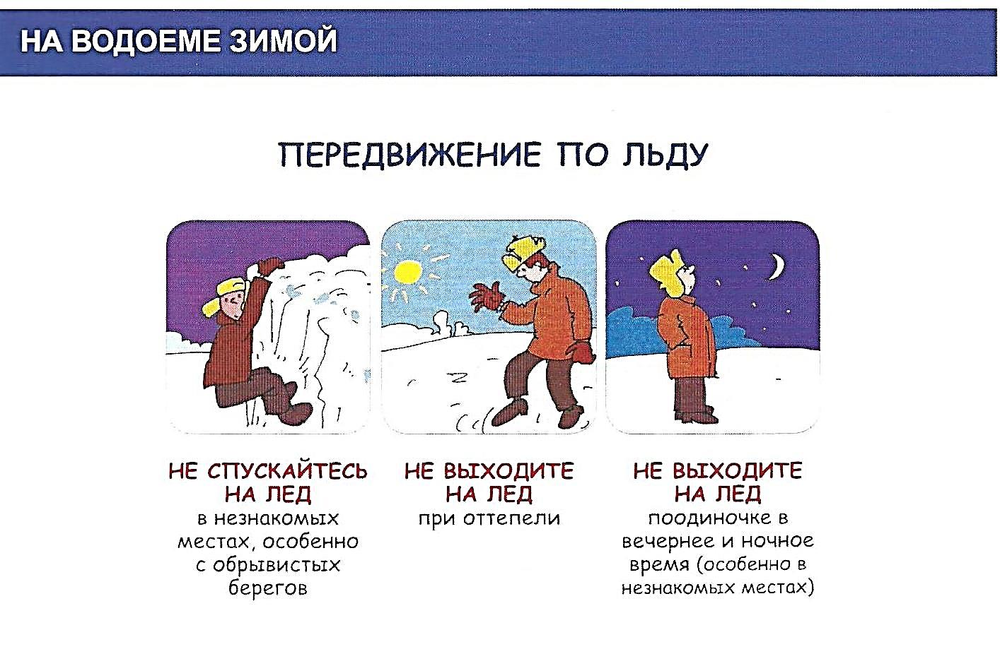 НА ВОДОЕМЕ ЗИМОЙ
ПЕРЕДВИЖЕНИЕ ПО ЛЬДУ
НЕ СПУСКАЙТЕСЬ
НА ЛЕД
в незнакомых
местах, особенно
с обрывистых
берегов
НЕ ВЫХОДИТЕ
НА ЛЕД
при оттепели
НЕ ВЫХОДИТЕ
НА ЛЕД
поодиночке в
вечернее и ночное
время (особенно в
незнакомых местах)